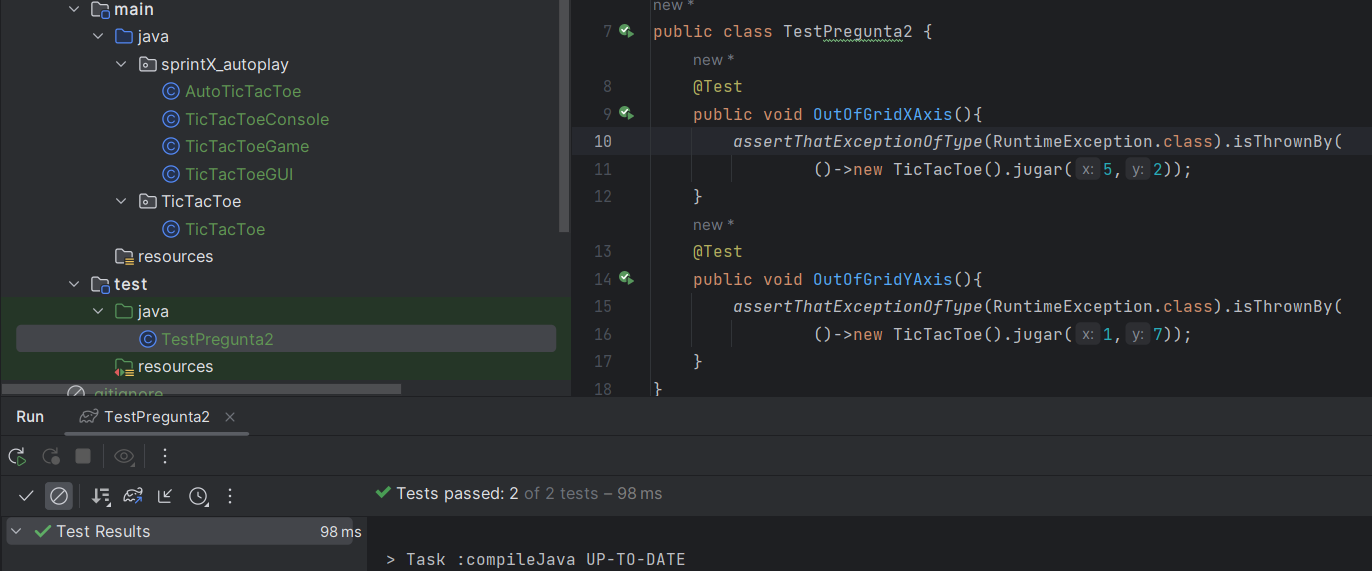 main
java
sprintX_autoplay
AutoTicTacToe
TicTacToeConsole
TicTacToeGame
TicTacToeGUI
TicTacToe
TicTacToe
resources
test
java
TestPregunta2
resources
.gitignore
new *
7 public class TestPregunta2 {
new *
8 @Test
9 public void OutOfGridXAxis(){
10 assertThatExceptionOfType(RuntimeException.class).isThrownBy(
11 ()->new TicTacToe().jugar( x: 5, y: 2));
12 }
new *
13 @Test
14 public void OutOfGridYAxis(){
15 assertThatExceptionOfType(RuntimeException.class).isThrownBy(
16 ()->new TicTacToe().jugar( x: 1, y: 7));
17 }
18 }
Run TestPregunta2
Tests passed: 2 of 2 tests – 98 ms
Test Results 98 ms
> Task :compileJava UP-TO-DATE